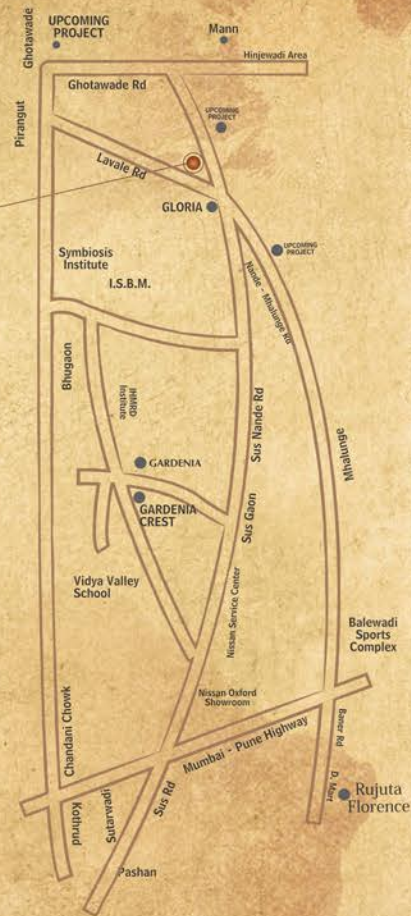 Ghotawade
UPCOMING
PROJECT
Mann
Hinjewadi Area
Ghotawade Rd
Pirangut
UPCOMING
PROJECT
Lavale Rd
GLORIA
UPCOMING
PROJECT
Symbiosis
Institute
I.S.B.M.
Nande - Mhalunge Rd
Bhugaon
IHMRD
Institute
Sus Nande Rd
Mhalunge
GARDENIA
GARDENIA
CREST
Sus Gaon
Vidya Valley
School
Nissan Service Center
Balewadi
Sports
Complex
Nissan Oxford
Showroom
Chandani Chowk
Mumbai - Pune Highway
Baner Rd
D. Mart
Rujuta
Florence
Kothrud
Sutarwadi
Sus Rd
Pashan